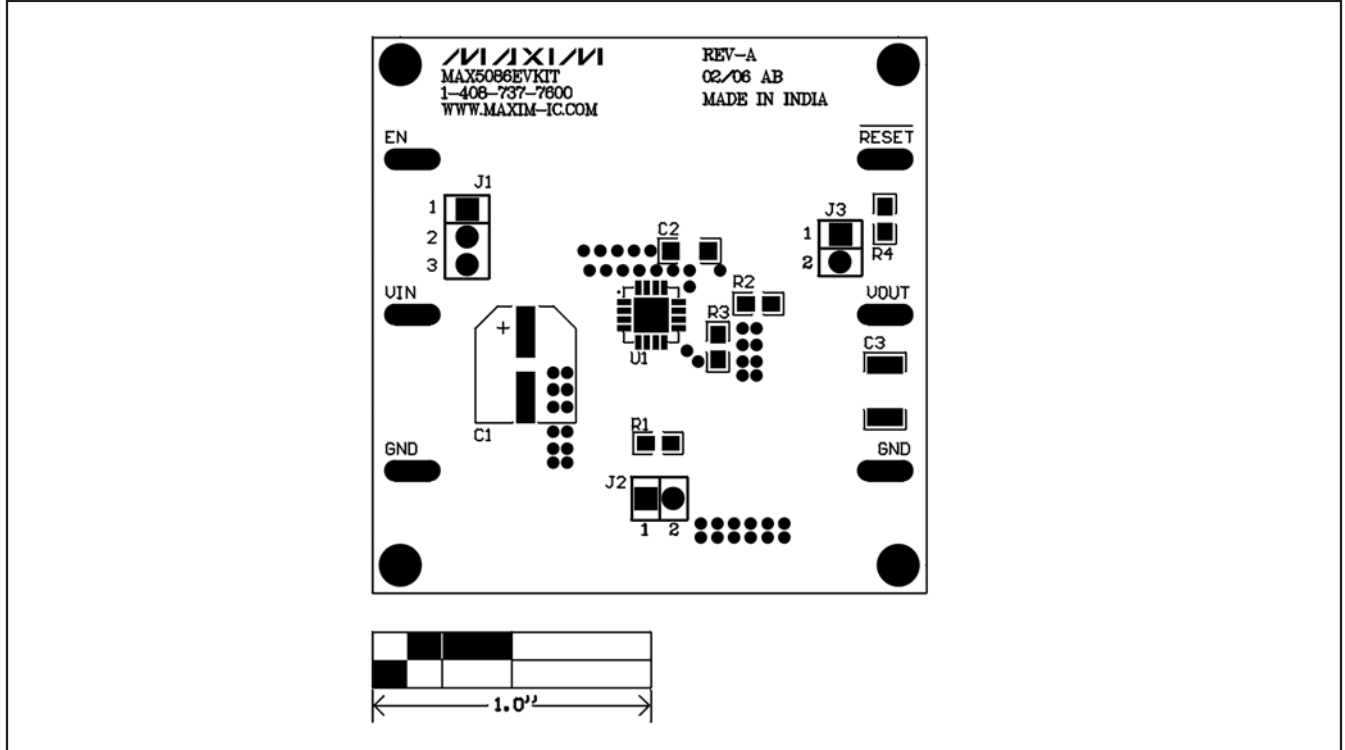 MAXIM
MAX5086EVKIT
1-408-737-7600
WWW.MAXIM-IC.COM
REV-A
02/06 AB
MADE IN INDIA
EN
RESET
J1
1
2
3
J3
1
2
R4
C2
VIN
R2
VOUT
R3
+
U1
C3
C1
R1
GND
GND
J2
1 2
1.0"